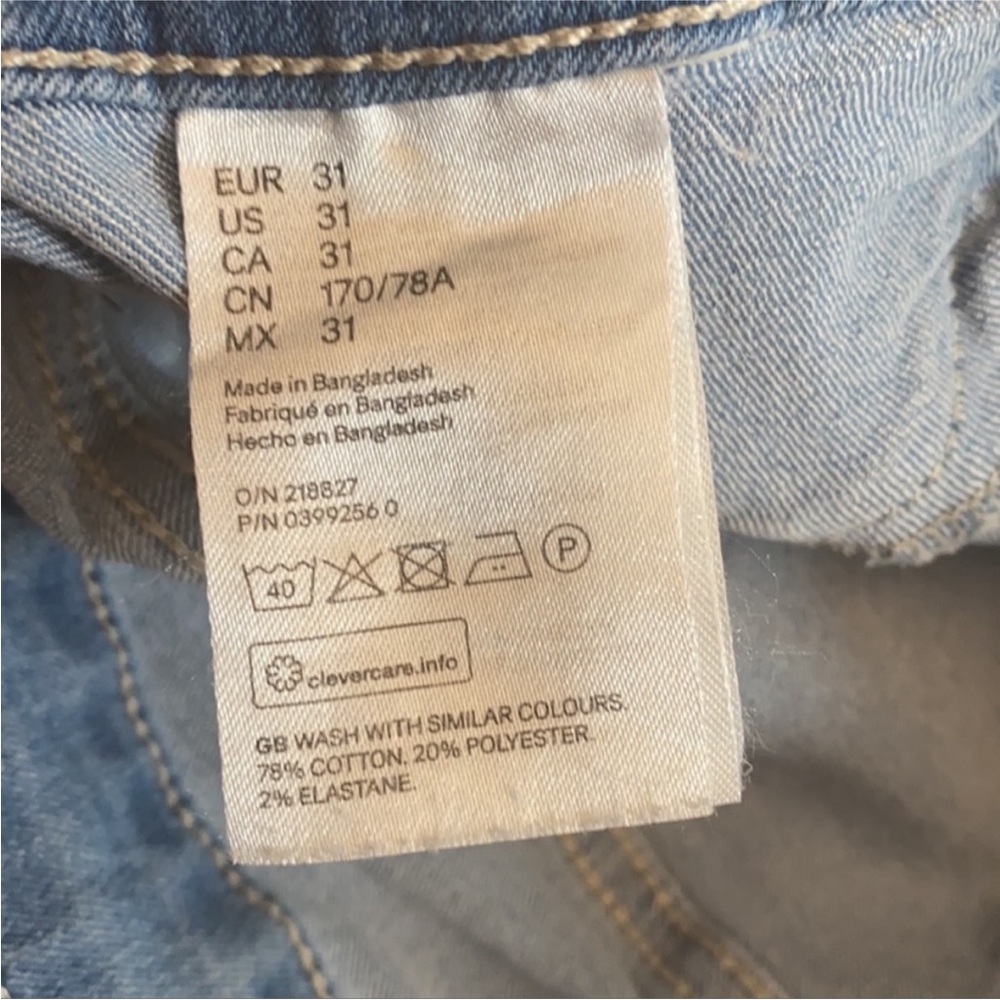 EUR 31
US 31
CA 31
CN 170/78A
MX 31
Made in Bangladesh
Fabriqué en Bangladesh
Hecho en Bangladesh
O/N 218827
P/N 0399256 0
40 P
clevercare.info
GB WASH WITH SIMILAR COLOURS.
78% COTTON. 20% POLYESTER.
2% ELASTANE.